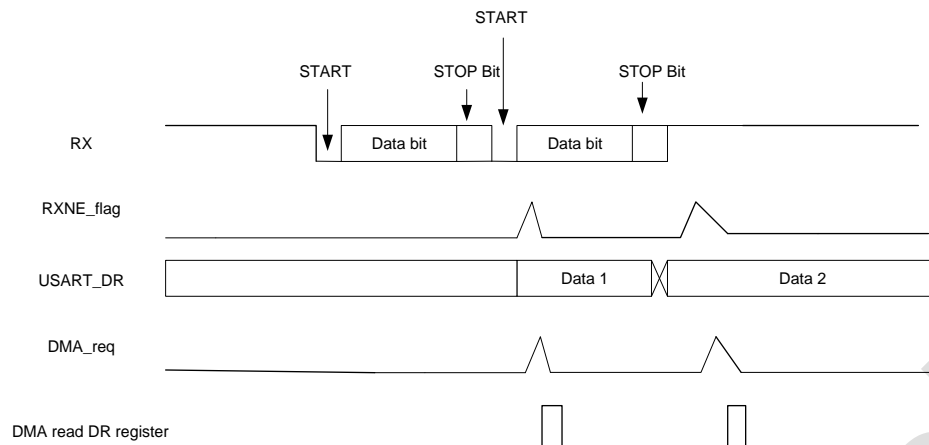 START
START
STOP Bit
STOP Bit
RX
Data bit
Data bit
RXNE_flag
USART_DR
Data 1
Data 2
DMA_req
DMA read DR register